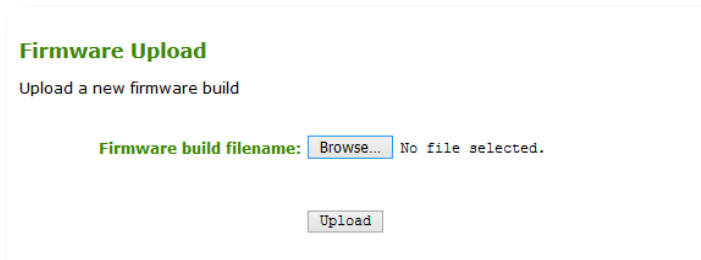 Firmware Upload
Upload a new firmware build
Firmware build filename: Browse... No file selected.
Upload